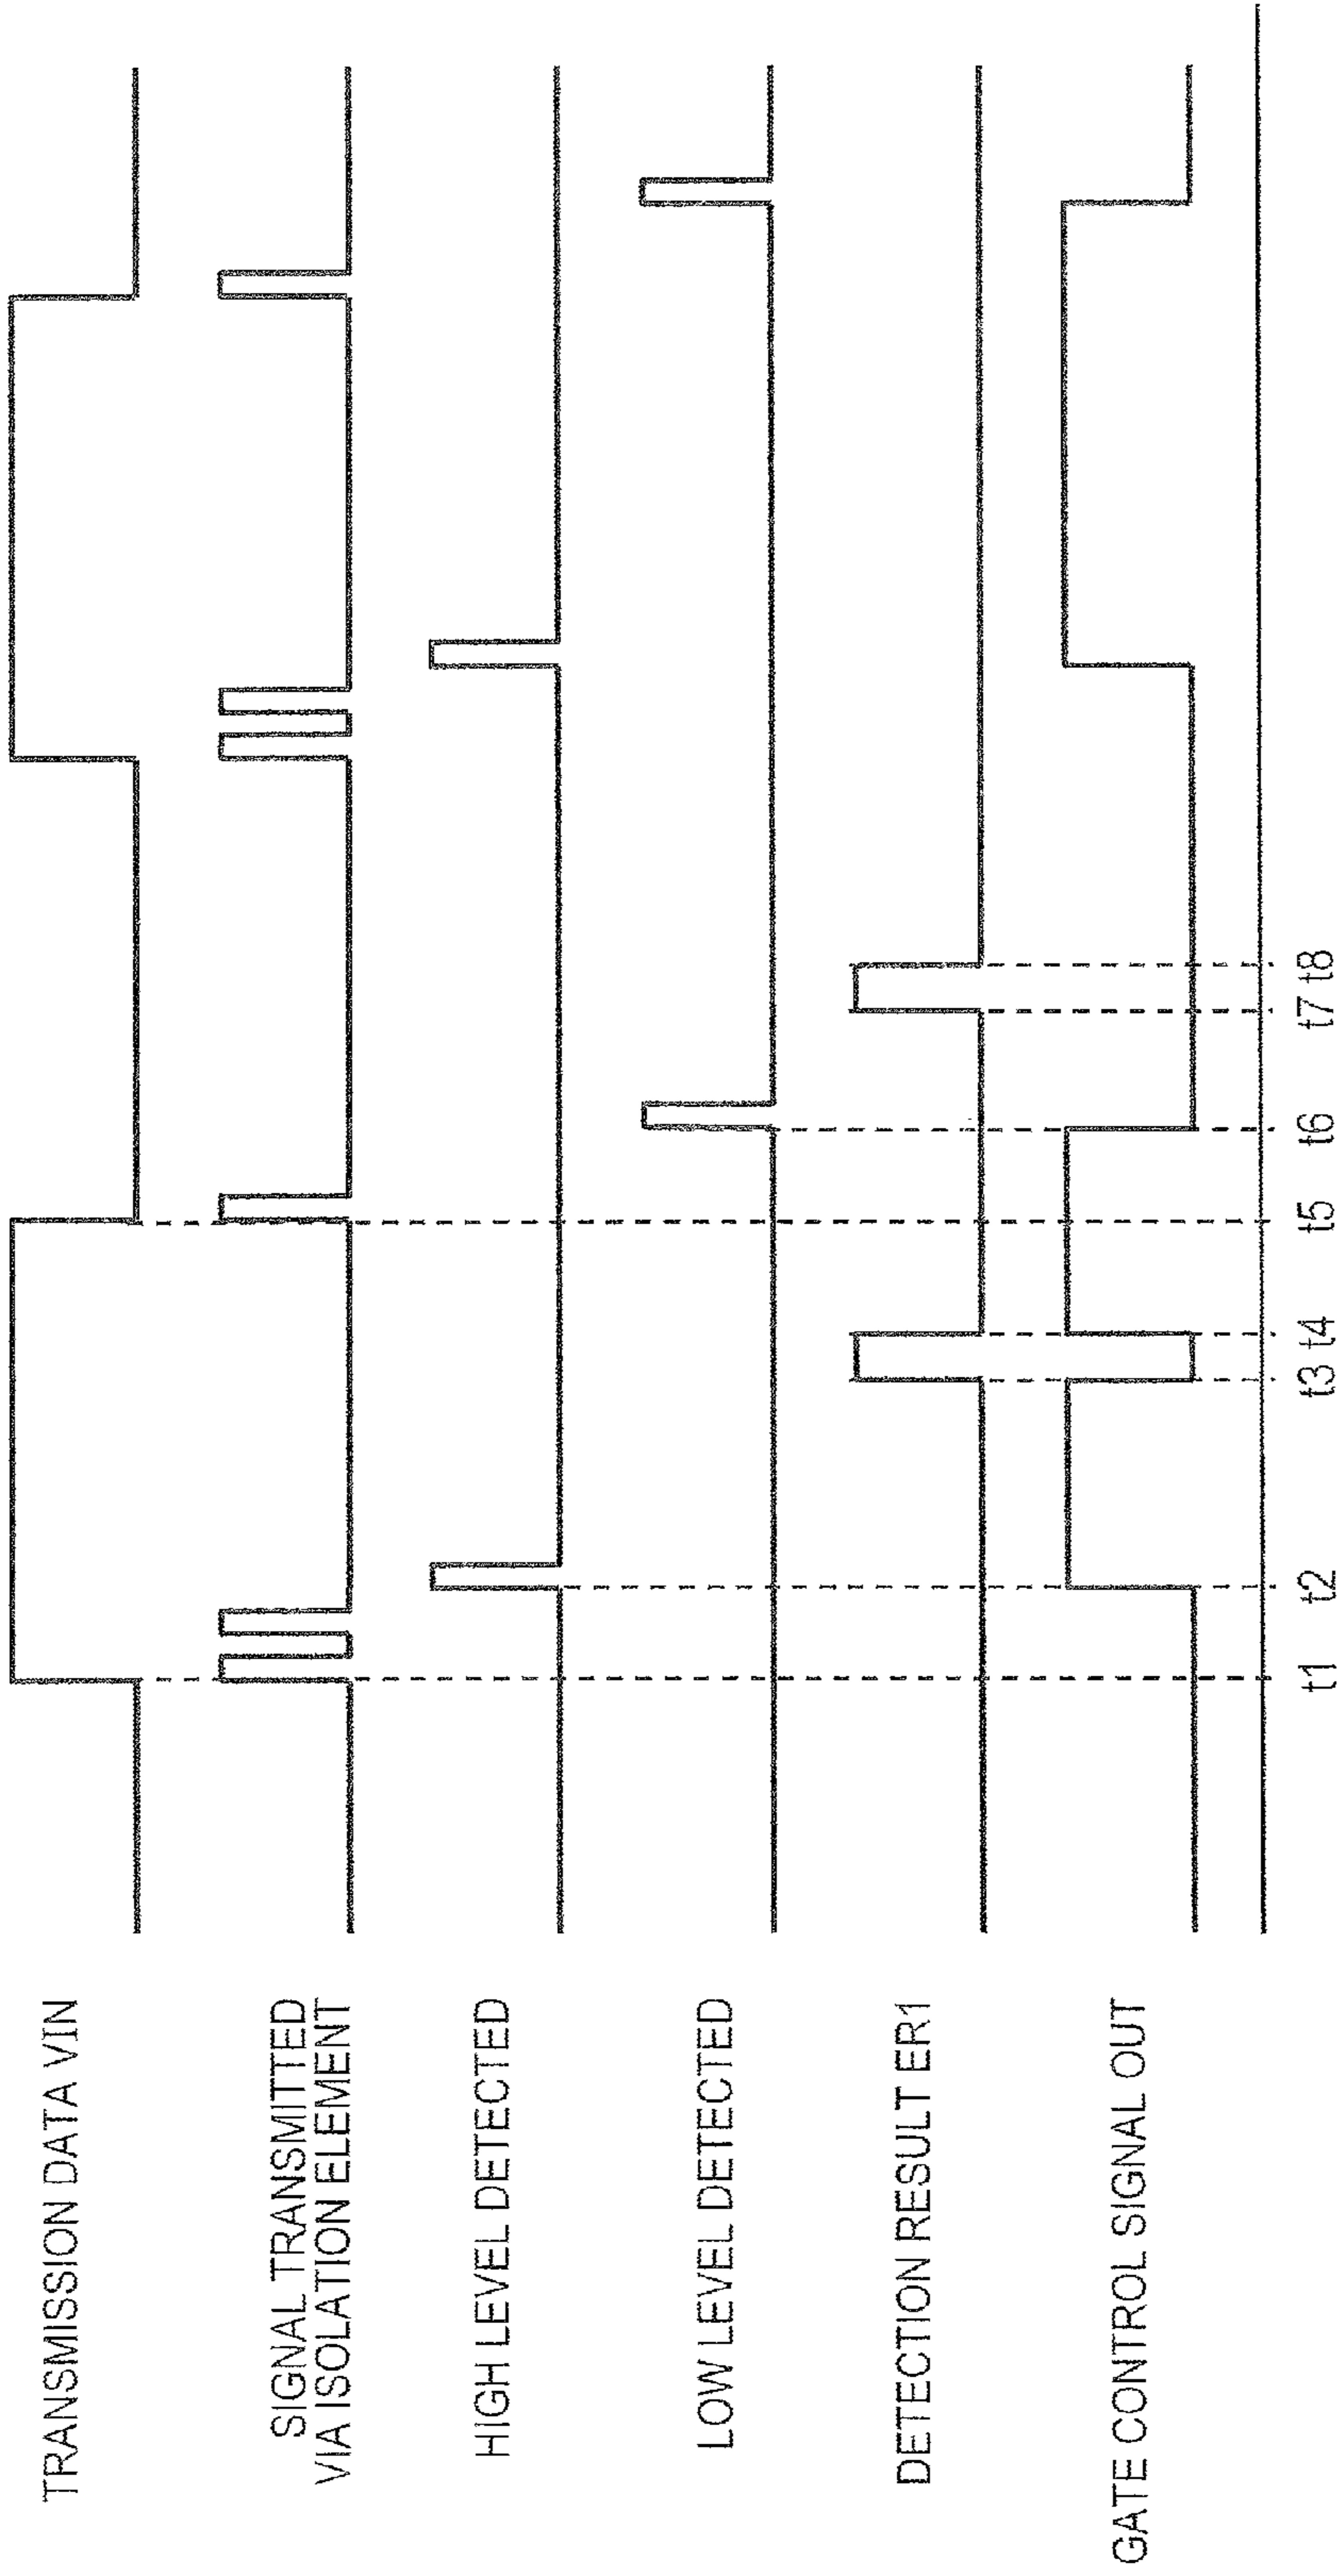 TRANSMISSION DATA VIN
SIGNAL TRANSMITTED
VIA ISOLATION ELEMENT
HIGH LEVEL DETECTED
LOW LEVEL DETECTED
DETECTION RESULT ER1
GATE CONTROL SIGNAL OUT
t1 t2 t3 t4 t5 t6 t7 t8